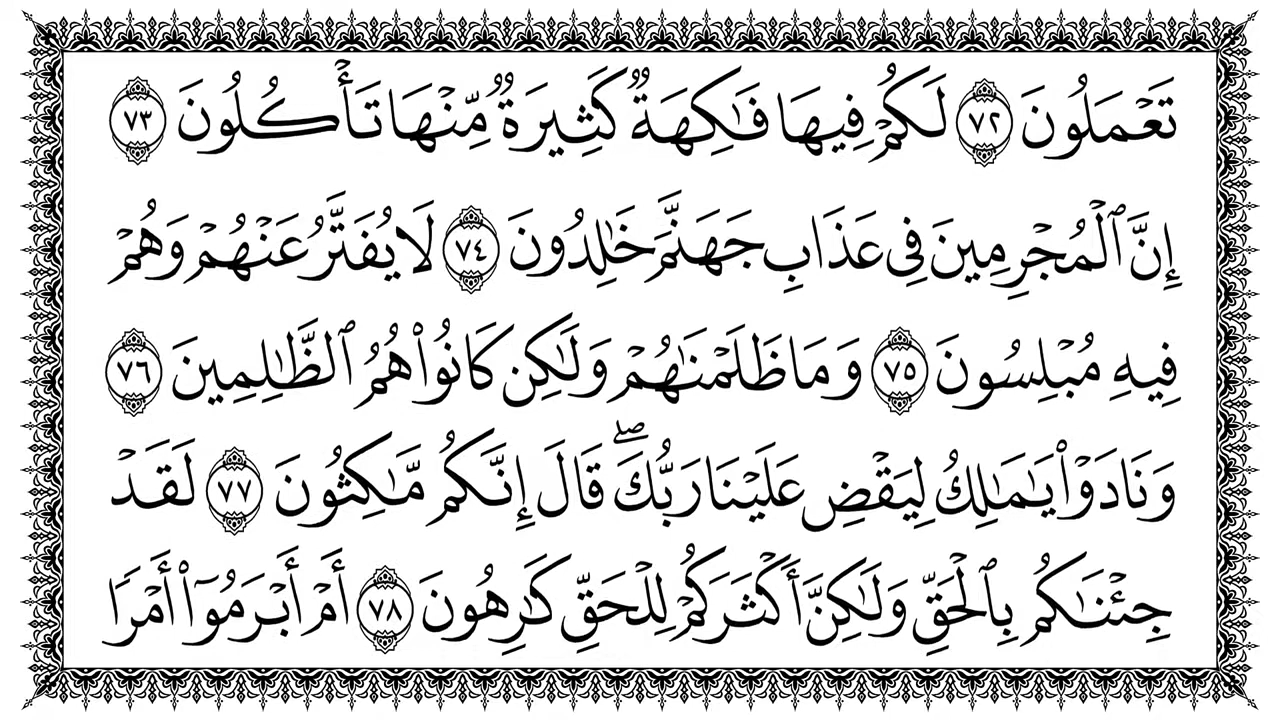 تَعْمَلُونَ ٧٢ لَكُمْ فِيهَا فَٰكِهَةٌ كَثِيرَةٌ مِّنْهَا تَأْكُلُونَ ٧٣
إِنَّ ٱلْمُجْرِمِينَ فِى عَذَابِ جَهَنَّمَ خَٰلِدُونَ ٧٤ لَا يُفَتَّرُ عَنْهُمْ وَهُمْ
فِيهِ مُبْلِسُونَ ٧٥ وَمَا ظَلَمْنَٰهُمْ وَلَٰكِن كَانُوا۟ هُمُ ٱلظَّٰلِمِينَ ٧٦
وَنَادَوْا۟ يَٰمَٰلِكُ لِيَقْضِ عَلَيْنَا رَبُّكَ ۖ قَالَ إِنَّكُم مَّٰكِثُونَ ٧٧ لَقَدْ
جِئْنَٰكُم بِٱلْحَقِّ وَلَٰكِنَّ أَكْثَرَكُمْ لِلْحَقِّ كَٰرِهُونَ ٧٨ أَمْ أَبْرَمُوٓا۟ أَمْرًا